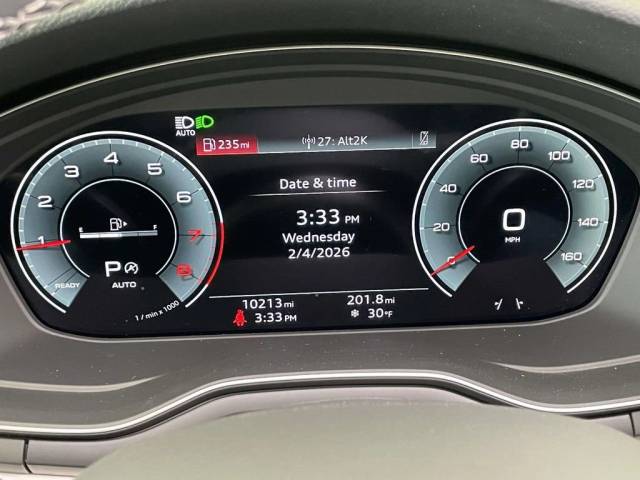 AUTO
235 mi
27: Alt2K
Date & time
3:33 PM
Wednesday
2/4/2026
10213 mi
201.8 mi
3:33 PM
30°F
1 2 3 4 5 6 7 8
READY
E F
P
AUTO
1 / min x 1000
0 20 40 60 80 100 120 140 160
0
MPH